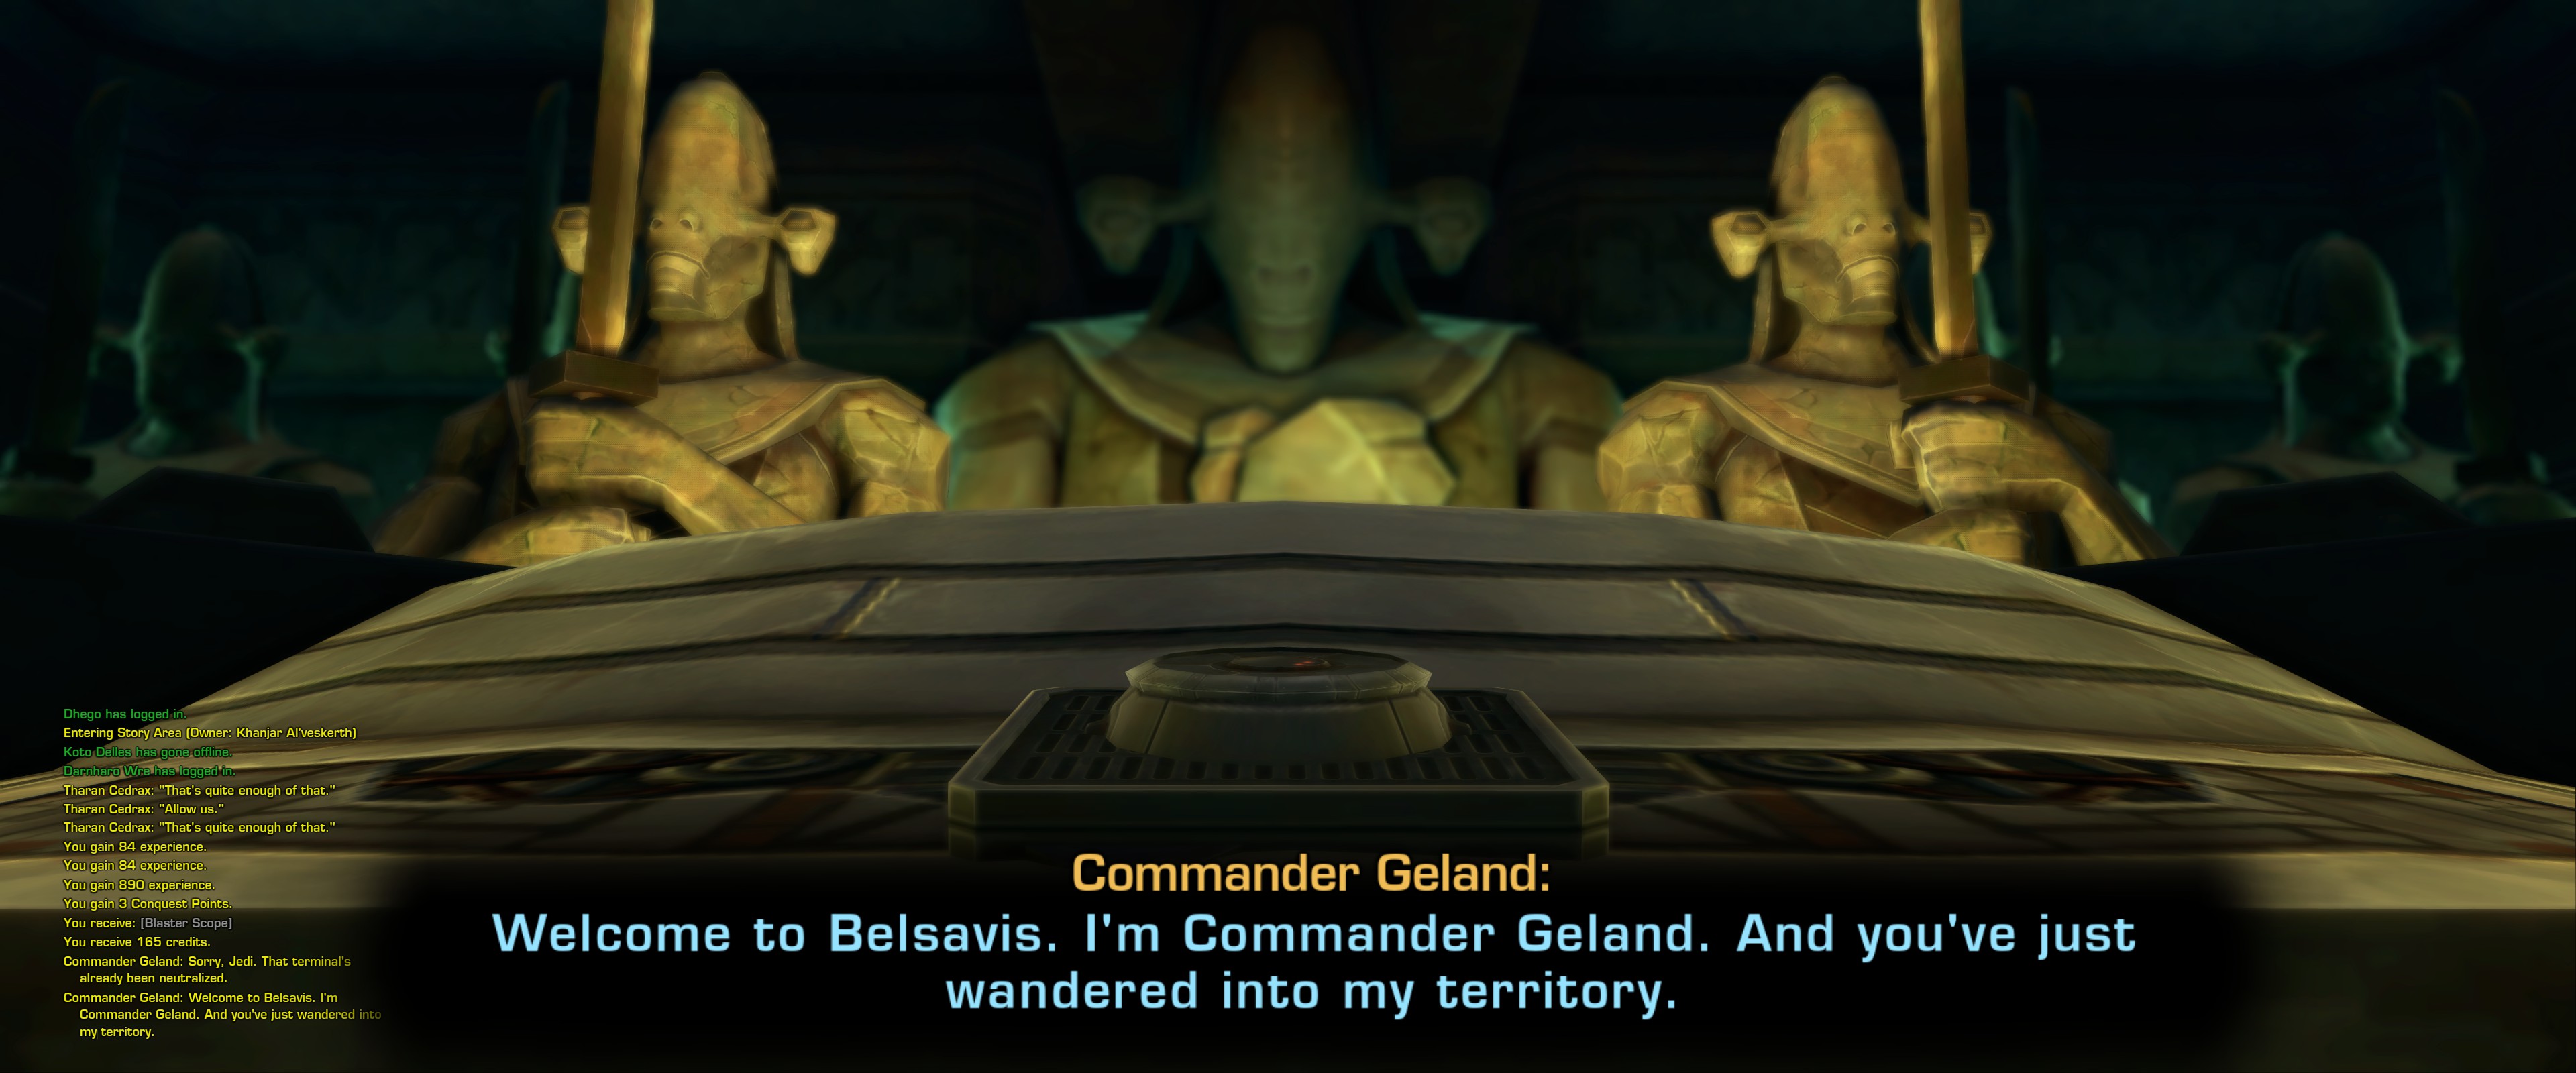 Dhego has logged in.
Entering Story Area (Owner: Khanjar Al'veskerth)
Koto Delles has gone offline.
Darnharo Wre has logged in.
Tharan Cedrax: "That's quite enough of that."
Tharan Cedrax: "Allow us."
Tharan Cedrax: "That's quite enough of that."
You gain 84 experience.
You gain 84 experience.
You gain 890 experience.
You gain 3 Conquest Points.
You receive: [Blaster Scope]
You receive 165 credits.
Commander Geland: Sorry, Jedi. That terminal's
already been neutralized.
Commander Geland: Welcome to Belsavis. I'm
Commander Geland. And you've just wandered into
my territory.
Commander Geland:
Welcome to Belsavis. I'm Commander Geland. And you've just
wandered into my territory.